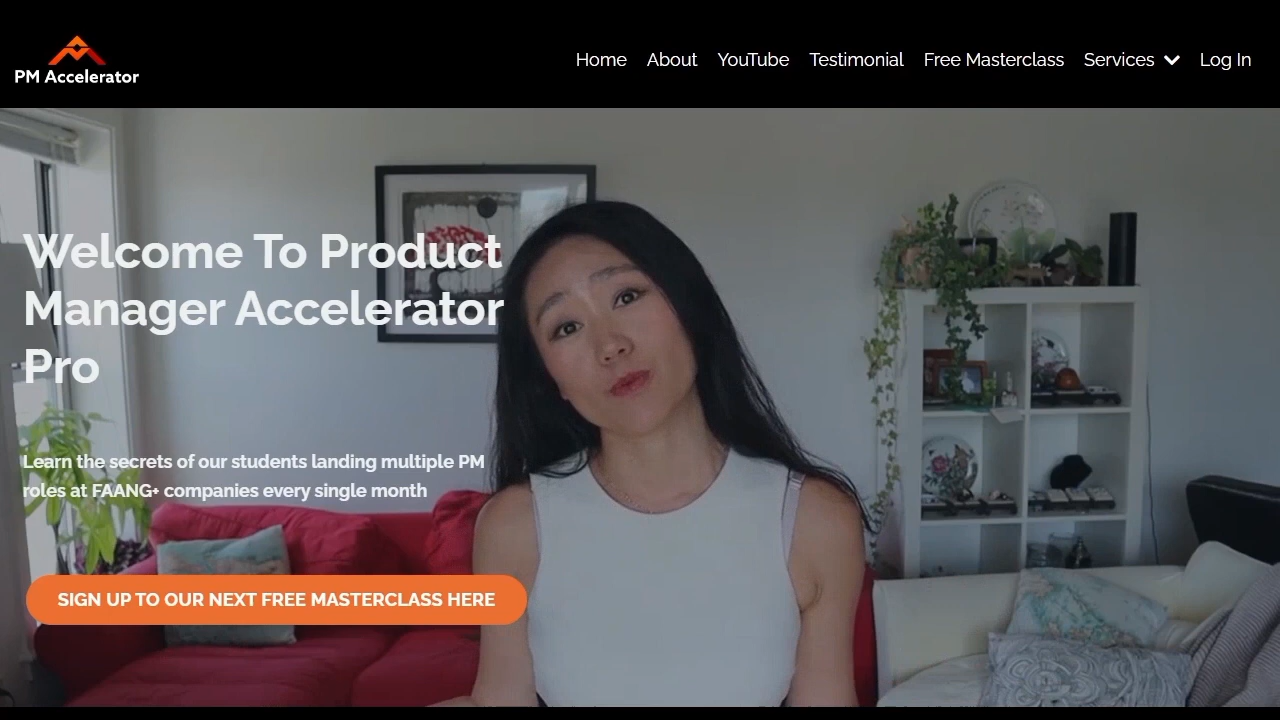 PM Accelerator
Home About YouTube Testimonial Free Masterclass Services Log In
Welcome To Product
Manager Accelerator
Pro
Learn the secrets of our students landing multiple PM
roles at FAANG+ companies every single month
SIGN UP TO OUR NEXT FREE MASTERCLASS HERE